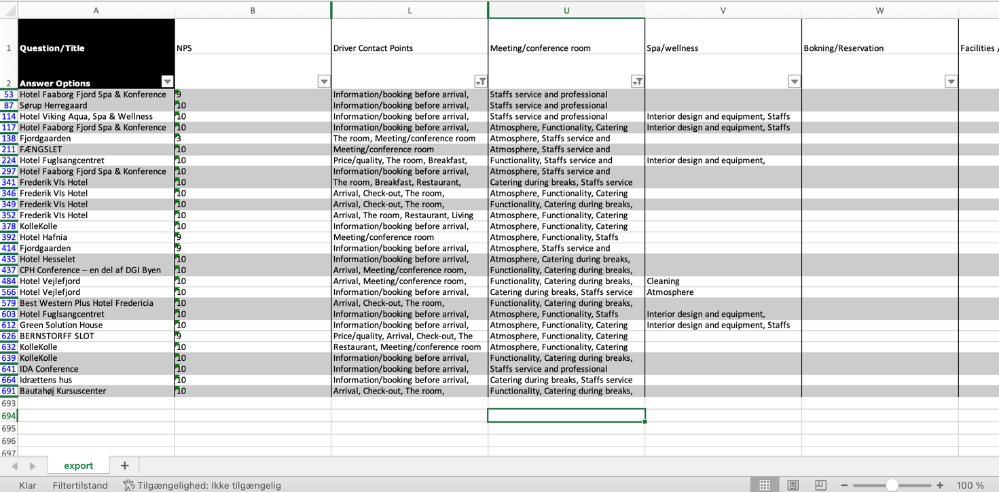 A B L U V W
1 Question/Title NPS Driver Contact Points Meeting/conference room Spa/wellness Bokning/Reservation Facilities /
2 Answer Options
53 Hotel Faaborg Fjord Spa & Konference 9 Information/booking before arrival, Staffs service and professional
87 Sørup Herregaard 10 Information/booking before arrival, Staffs service and professional
114 Hotel Viking Aqua, Spa & Wellness 10 Information/booking before arrival, Staffs service and professional Interior design and equipment, Staffs
117 Hotel Faaborg Fjord Spa & Konference 10 Information/booking before arrival, Atmosphere, Functionality, Catering Interior design and equipment, Staffs
138 Fjordgaarden 3 The room, Meeting/conference room Atmosphere, Staffs service and
211 FÆNGSLET 10 Meeting/conference room Atmosphere, Staffs service and
224 Hotel Fuglsangcentret 10 Price/quality, The room, Breakfast, Functionality, Staffs service and Interior design and equipment,
297 Hotel Faaborg Fjord Spa & Konference 10 Information/booking before arrival, Atmosphere, Staffs service and
341 Frederik VIs Hotel 10 The room, Breakfast, Restaurant, Catering during breaks, Staffs service
346 Frederik VIs Hotel 10 Arrival, Check-out, The room, Atmosphere, Functionality, Catering
349 Frederik VIs Hotel 10 Arrival, Check-out, The room, Functionality, Catering during breaks,
352 Frederik VIs Hotel 10 Arrival, The room, Restaurant, Living Atmosphere, Functionality, Catering
378 KolleKolle 10 Information/booking before arrival, Atmosphere, Functionality, Catering
392 Hotel Hafnia 9 Meeting/conference room Atmosphere, Functionality, Staffs
414 Fjordgaarden 9 Information/booking before arrival, Atmosphere, Staffs service and
435 Hotel Hesselet 10 Information/booking before arrival, Atmosphere, Catering during breaks,
437 CPH Conference – en del af DGI Byen 10 Arrival, Meeting/conference room, Functionality, Catering during breaks,
484 Hotel Vejlefjord 10 Arrival, Meeting/conference room, Functionality, Catering during breaks, Cleaning
566 Hotel Vejlefjord 10 Information/booking before arrival, Catering during breaks, Staffs service Atmosphere
579 Best Western Plus Hotel Fredericia 10 Arrival, Check-out, The room, Functionality, Catering during breaks,
603 Hotel Fuglsangcentret 10 Information/booking before arrival, Atmosphere, Functionality, Staffs Interior design and equipment,
612 Green Solution House 10 Information/booking before arrival, Atmosphere, Functionality, Catering Interior design and equipment, Staffs
626 BERNSTORFF SLOT 9 Price/quality, Arrival, Check-out, The Atmosphere, Functionality, Catering
632 KolleKolle 10 Restaurant, Meeting/conference room Atmosphere, Functionality, Catering
639 KolleKolle 10 Information/booking before arrival, Functionality, Catering during breaks,
641 IDA Conference 10 Information/booking before arrival, Staffs service and professional
664 Idrættens hus 10 Information/booking before arrival, Catering during breaks, Staffs service
691 Bautahøj Kursuscenter 10 Arrival, Check-out, The room, Functionality, Catering during breaks,
693
694
695
696
697
export +
Klar Filtertilstand Tilgængelighed: Ikke tilgængelig 100 %